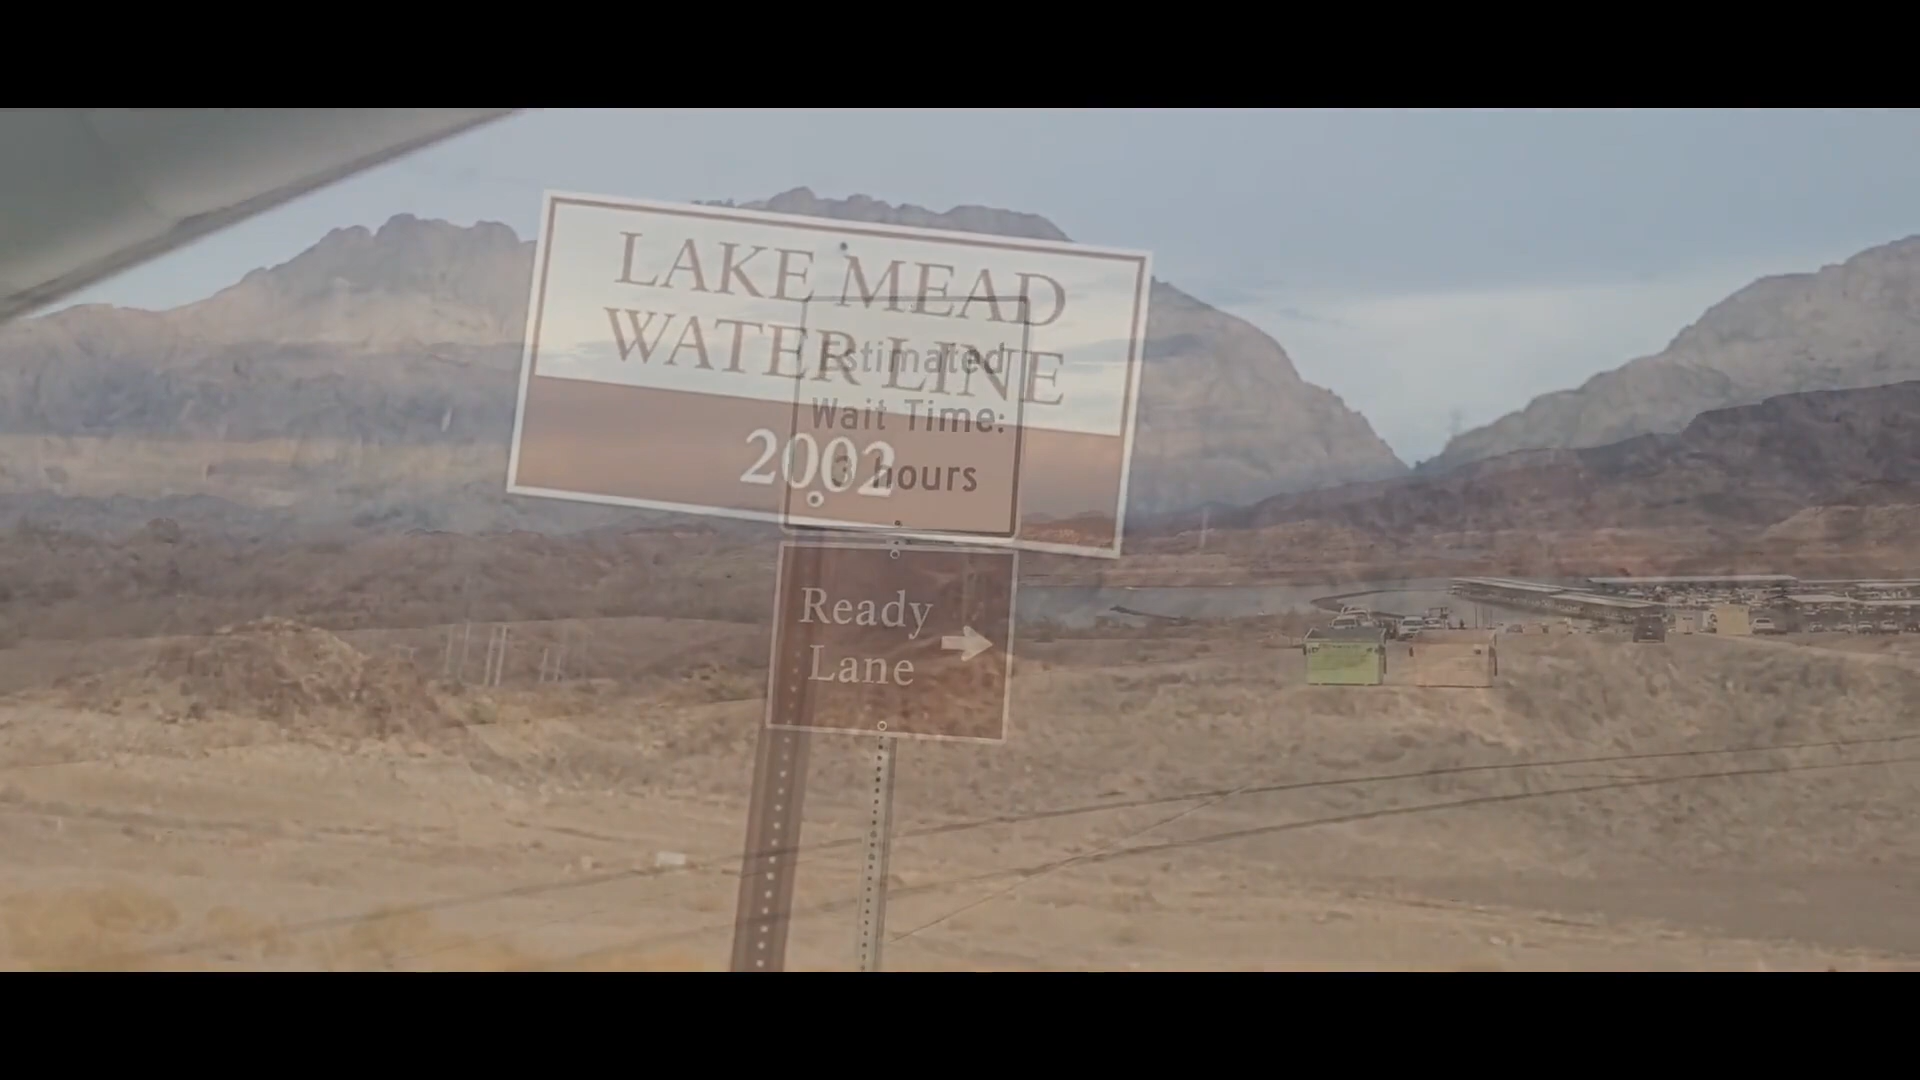 LAKE MEAD
WATER LINE
2002
Estimated
Wait Time:
3 hours
Ready
Lane